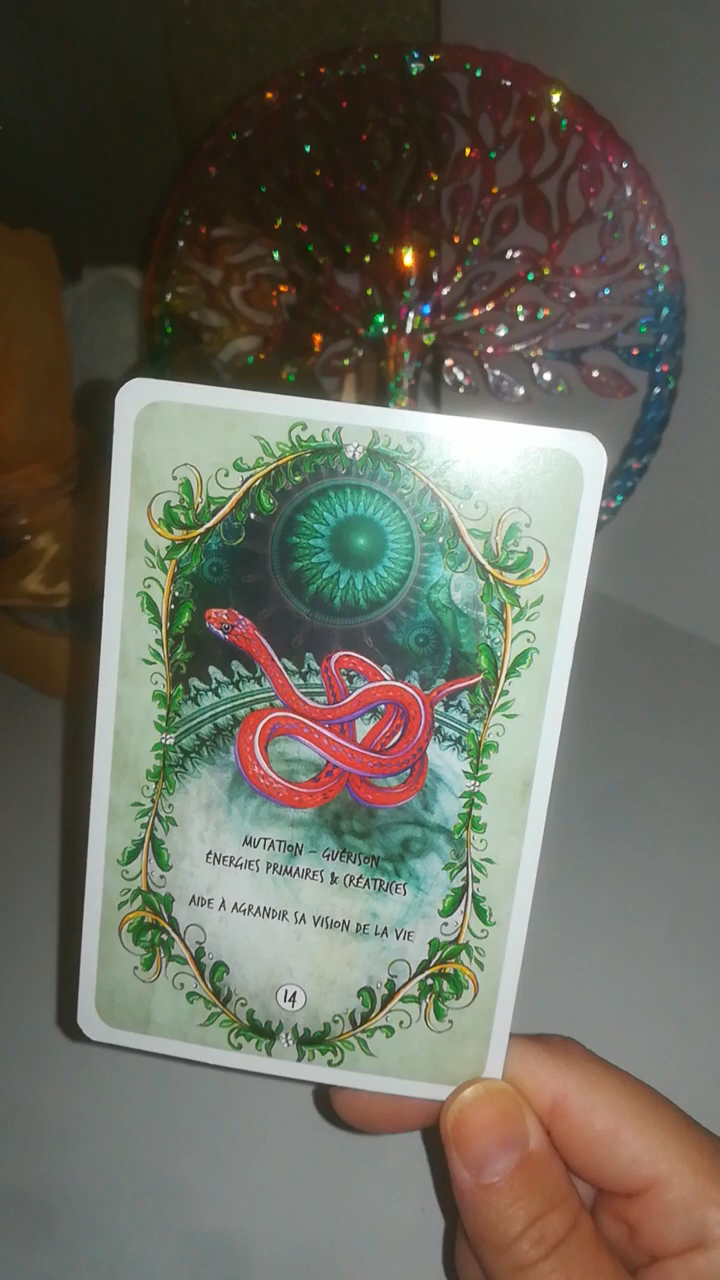 MUTATION – GUÉRISON
ÉNERGIES PRIMAIRES & CRÉATRICES
AIDE À AGRANDIR SA VISION DE LA VIE
14